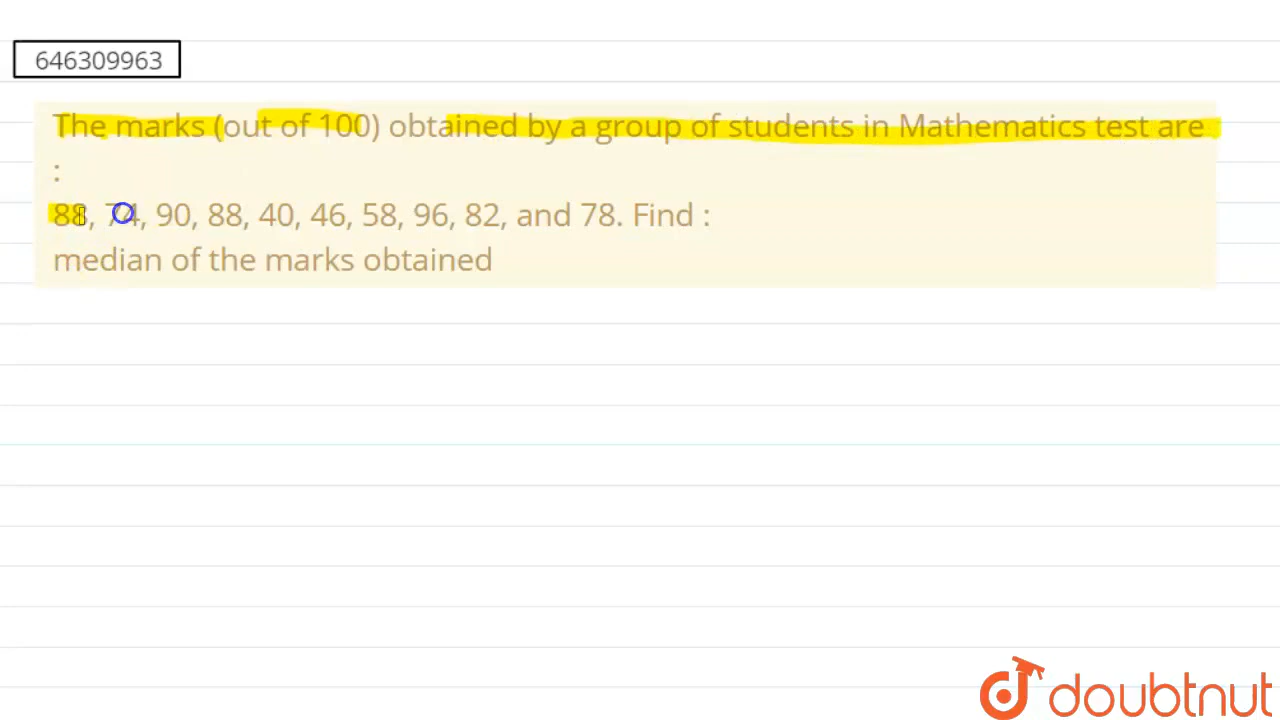 646309963
The marks (out of 100) obtained by a group of students in Mathematics test are
:
88, 74, 90, 88, 40, 46, 58, 96, 82, and 78. Find :
median of the marks obtained
doubtnut